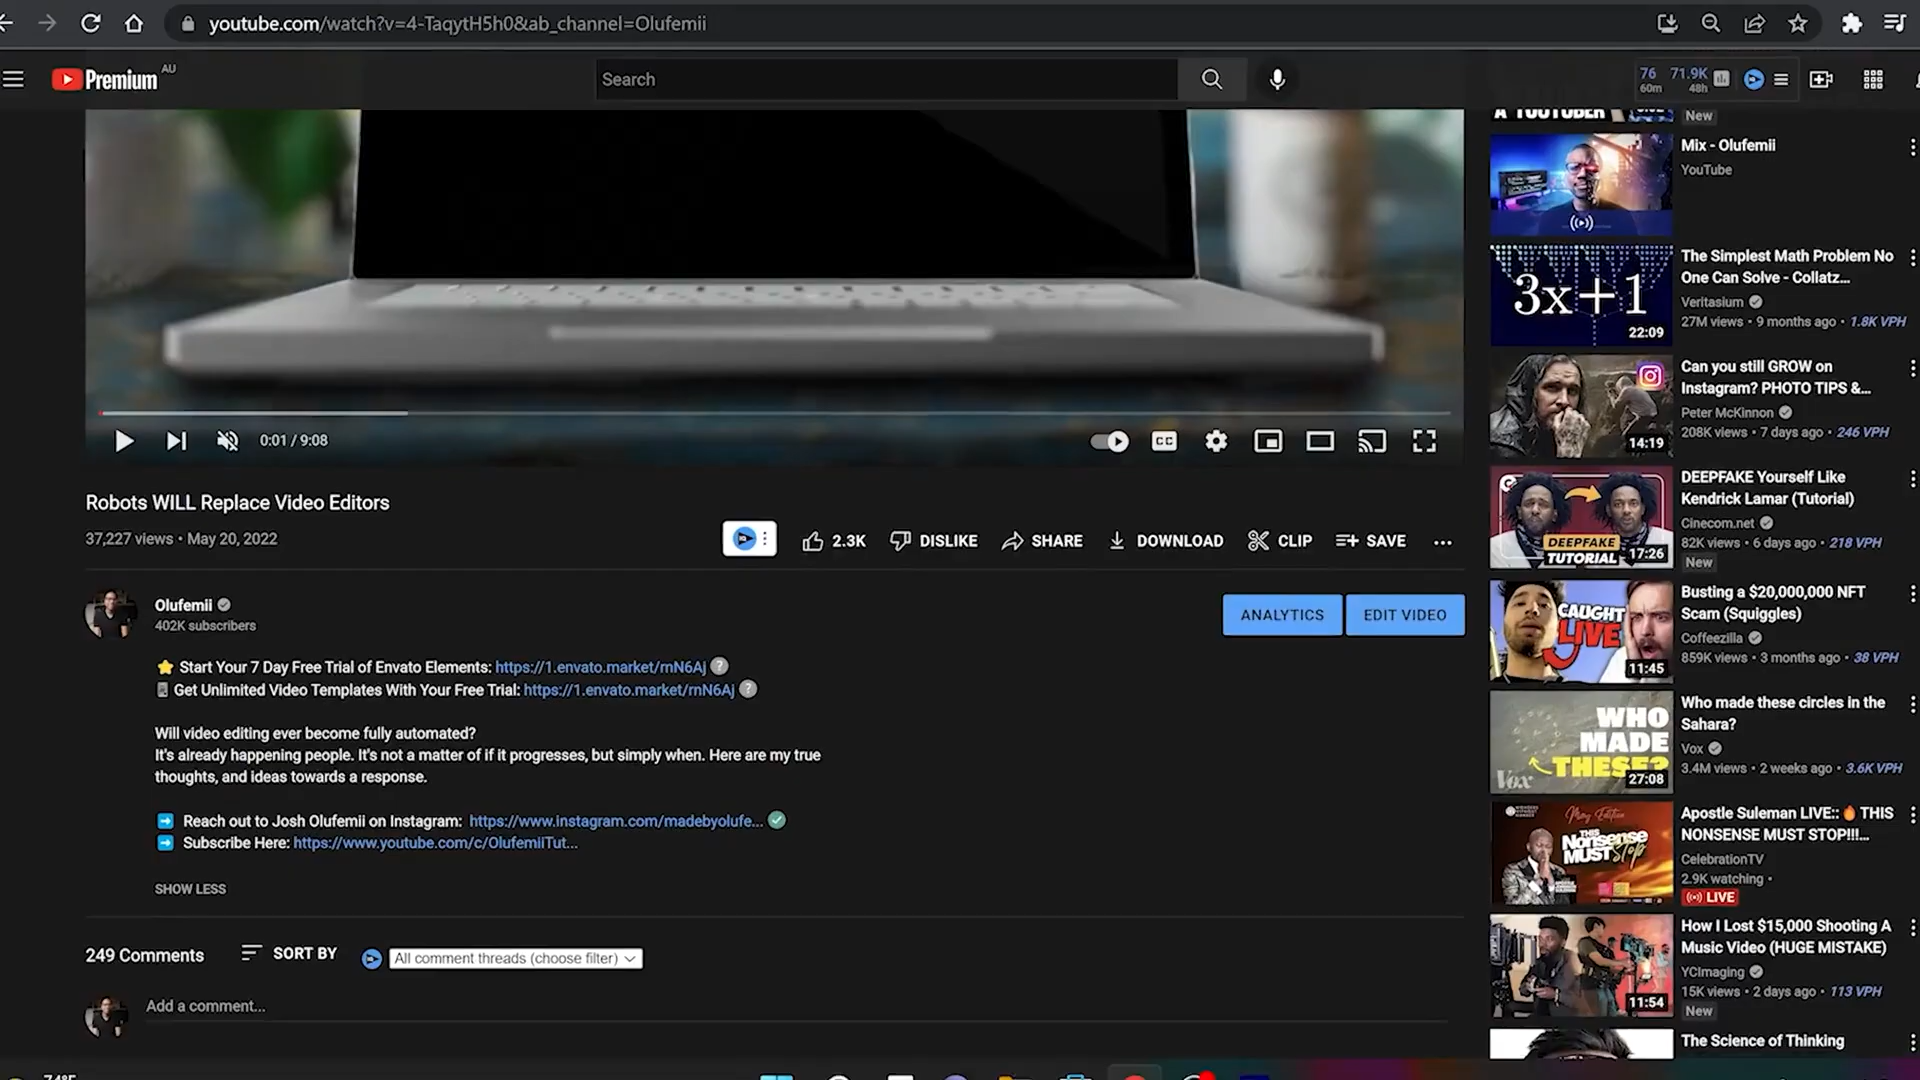 youtube.com/watch?v=4-TaqytH5h0&ab_channel=Olufemii
Premium AU
Search
76 71.9K
60m 48h
0:01 / 9:08
CC
Robots WILL Replace Video Editors
37,227 views • May 20, 2022
2.3K DISLIKE SHARE DOWNLOAD CLIP SAVE
Olufemii
402K subscribers
ANALYTICS EDIT VIDEO
Start Your 7 Day Free Trial of Envato Elements: https://1.envato.market/rnN6Aj
Get Unlimited Video Templates With Your Free Trial: https://1.envato.market/rnN6Aj
Will video editing ever become fully automated?
It's already happening people. It's not a matter of if it progresses, but simply when. Here are my true
thoughts, and ideas towards a response.
Reach out to Josh Olufemii on Instagram: https://www.instagram.com/madebyolufe...
Subscribe Here: https://www.youtube.com/c/OlufemiiTut...
SHOW LESS
249 Comments SORT BY All comment threads (choose filter)
Add a comment...
A YOUTUBER
New
Mix - Olufemii
YouTube
3x+1
22:09
The Simplest Math Problem No
One Can Solve - Collatz...
Veritasium
27M views • 9 months ago • 1.8K VPH
14:19
Can you still GROW on
Instagram? PHOTO TIPS &...
Peter McKinnon
208K views • 7 days ago • 246 VPH
DEEPFAKE
TUTORIAL
17:26
DEEPFAKE Yourself Like
Kendrick Lamar (Tutorial)
Cinecom.net
82K views • 6 days ago • 218 VPH
New
CAUGHT
LIVE
11:45
Busting a $20,000,000 NFT
Scam (Squiggles)
Coffeezilla
859K views • 3 months ago • 38 VPH
WHO
MADE
THESE?
Vox
27:08
Who made these circles in the
Sahara?
Vox
3.4M views • 2 weeks ago • 3.6K VPH
May Edition
THIS
Nonsense
MUST Stop
Apostle Suleman LIVE:: 🔥 THIS
NONSENSE MUST STOP!!!...
CelebrationTV
2.9K watching •
LIVE
11:54
How I Lost $15,000 Shooting A
Music Video (HUGE MISTAKE)
YCImaging
15K views • 2 days ago • 113 VPH
New
The Science of Thinking
74°F